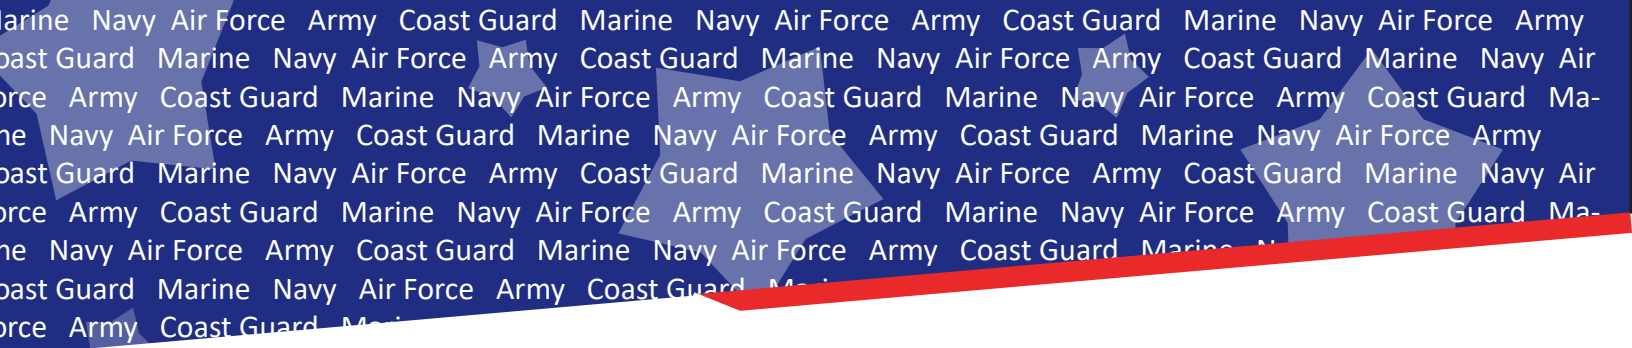 arine Navy Air Force Army Coast Guard Marine Navy Air Force Army Coast Guard Marine Navy Air Force Army
oast Guard Marine Navy Air Force Army Coast Guard Marine Navy Air Force Army Coast Guard Marine Navy Air
orce Army Coast Guard Marine Navy Air Force Army Coast Guard Marine Navy Air Force Army Coast Guard Ma-
ne Navy Air Force Army Coast Guard Marine Navy Air Force Army Coast Guard Marine Navy Air Force Army
oast Guard Marine Navy Air Force Army Coast Guard Marine Navy Air Force Army Coast Guard Marine Navy Air
orce Army Coast Guard Marine Navy Air Force Army Coast Guard Marine Navy Air Force Army Coast Guard Ma-
ne Navy Air Force Army Coast Guard Marine Navy Air Force Army Coast Guard Marine
oast Guard Marine Navy Air Force Army Coast Guard
orce Army Coast Guard